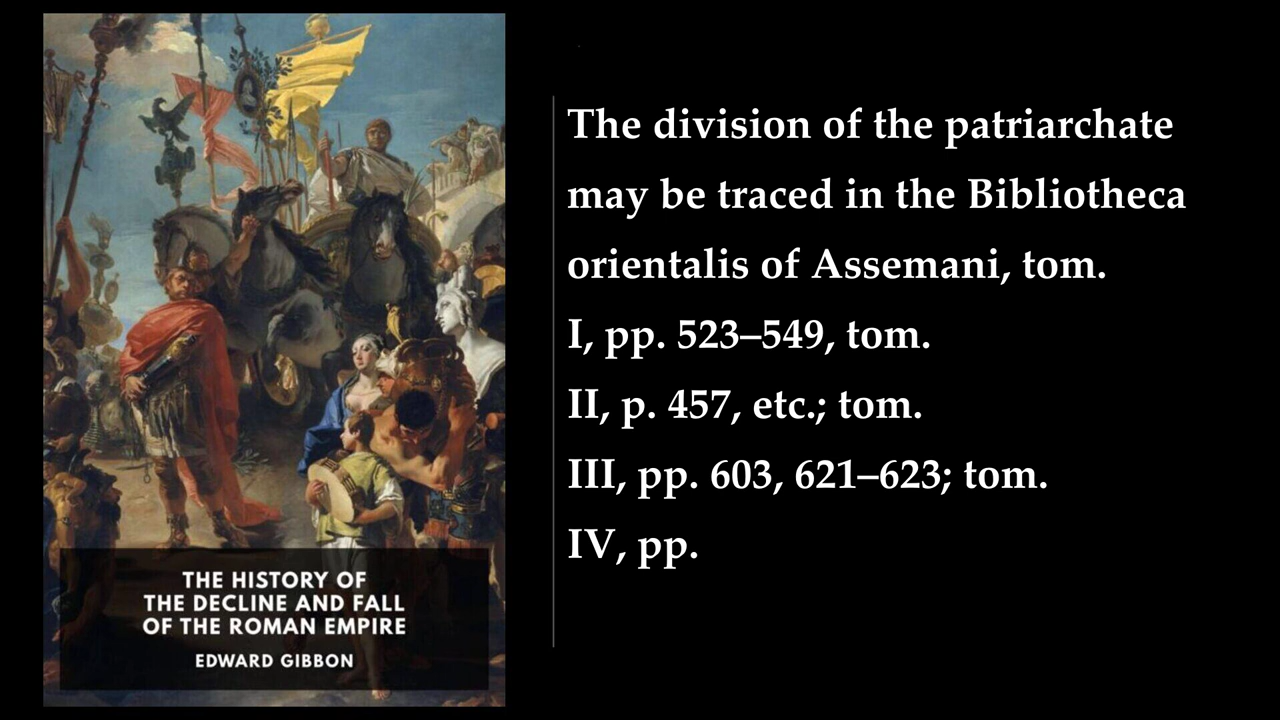 THE HISTORY OF
THE DECLINE AND FALL
OF THE ROMAN EMPIRE
EDWARD GIBBON
The division of the patriarchate
may be traced in the Bibliotheca
orientalis of Assemani, tom.
I, pp. 523–549, tom.
II, p. 457, etc.; tom.
III, pp. 603, 621–623; tom.
IV, pp.